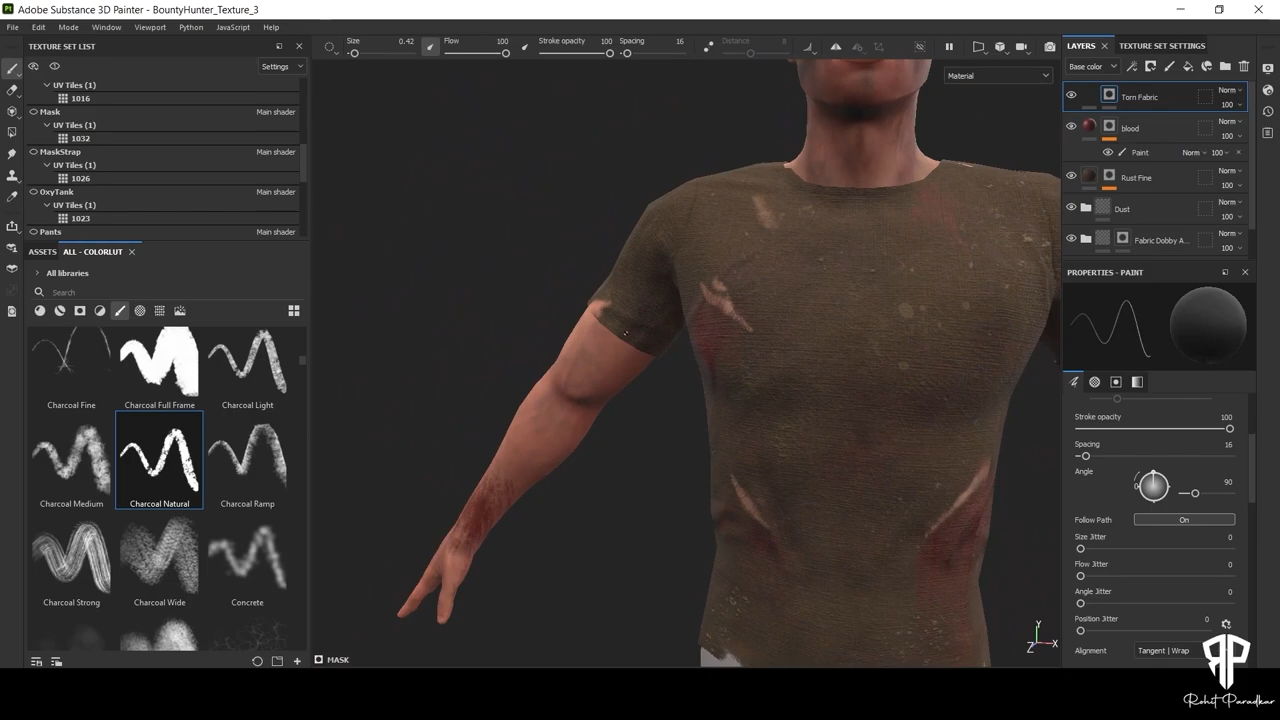 Adobe Substance 3D Painter - BountyHunter_Texture_3
File Edit Mode Window Viewport Python JavaScript Help
TEXTURE SET LIST
Settings
UV Tiles (1)
1016
Mask Main shader
UV Tiles (1)
1032
MaskStrap Main shader
UV Tiles (1)
1026
OxyTank Main shader
UV Tiles (1)
1023
Pants Main shader
ASSETS ALL - COLORLUT
All libraries
Search
Charcoal Fine Charcoal Full Frame Charcoal Light
Charcoal Medium Charcoal Natural Charcoal Ramp
Charcoal Strong Charcoal Wide Concrete
Size 0.42 Flow 100 Stroke opacity 100 Spacing 16 Distance 8
Material
MASK
Y
Z X
LAYERS TEXTURE SET SETTINGS
Base color
Torn Fabric Norm 100
blood Norm 100
Paint Norm 100
Rust Fine Norm 100
Dust Norm 100
Fabric Dobby A... Norm 100
PROPERTIES - PAINT
Stroke opacity 100
Spacing 16
Angle 90
Follow Path On
Size Jitter 0
Flow Jitter 0
Angle Jitter 0
Position Jitter 0
Alignment Tangent | Wrap
RP
Rohit Paradkar